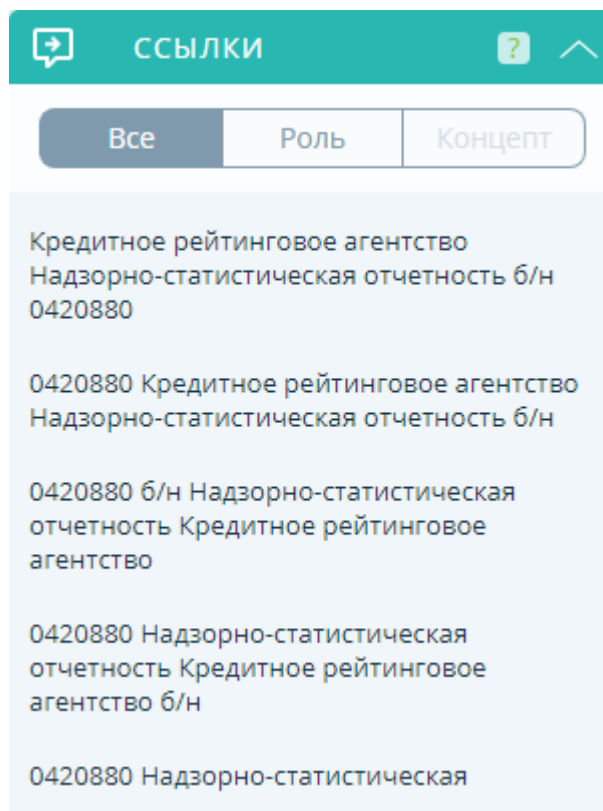 ССЫЛКИ ?
Все Роль Концепт
Кредитное рейтинговое агентство
Надзорно-статистическая отчетность б/н
0420880
0420880 Кредитное рейтинговое агентство
Надзорно-статистическая отчетность б/н
0420880 б/н Надзорно-статистическая
отчетность Кредитное рейтинговое
агентство
0420880 Надзорно-статистическая
отчетность Кредитное рейтинговое
агентство б/н
0420880 Надзорно-статистическая